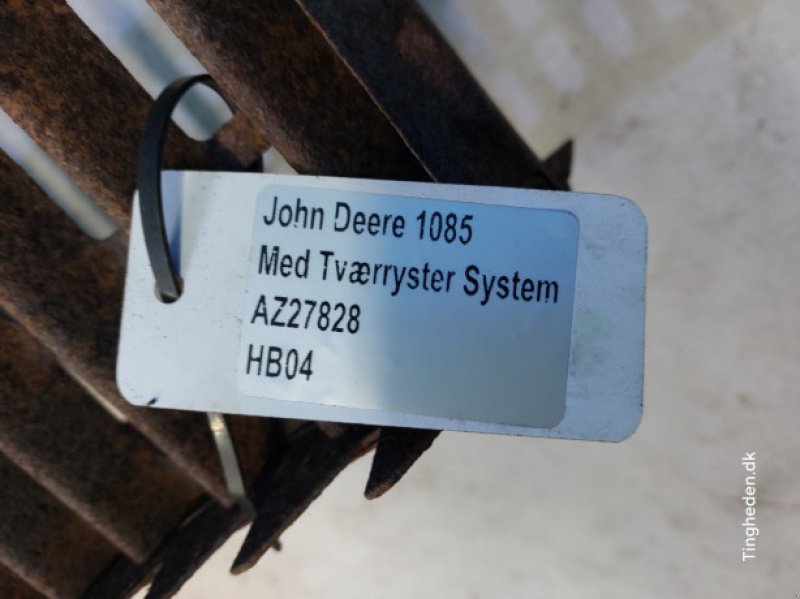 John Deere 1085
Med Tværryster System
AZ27828
HB04
Tingheden.dk